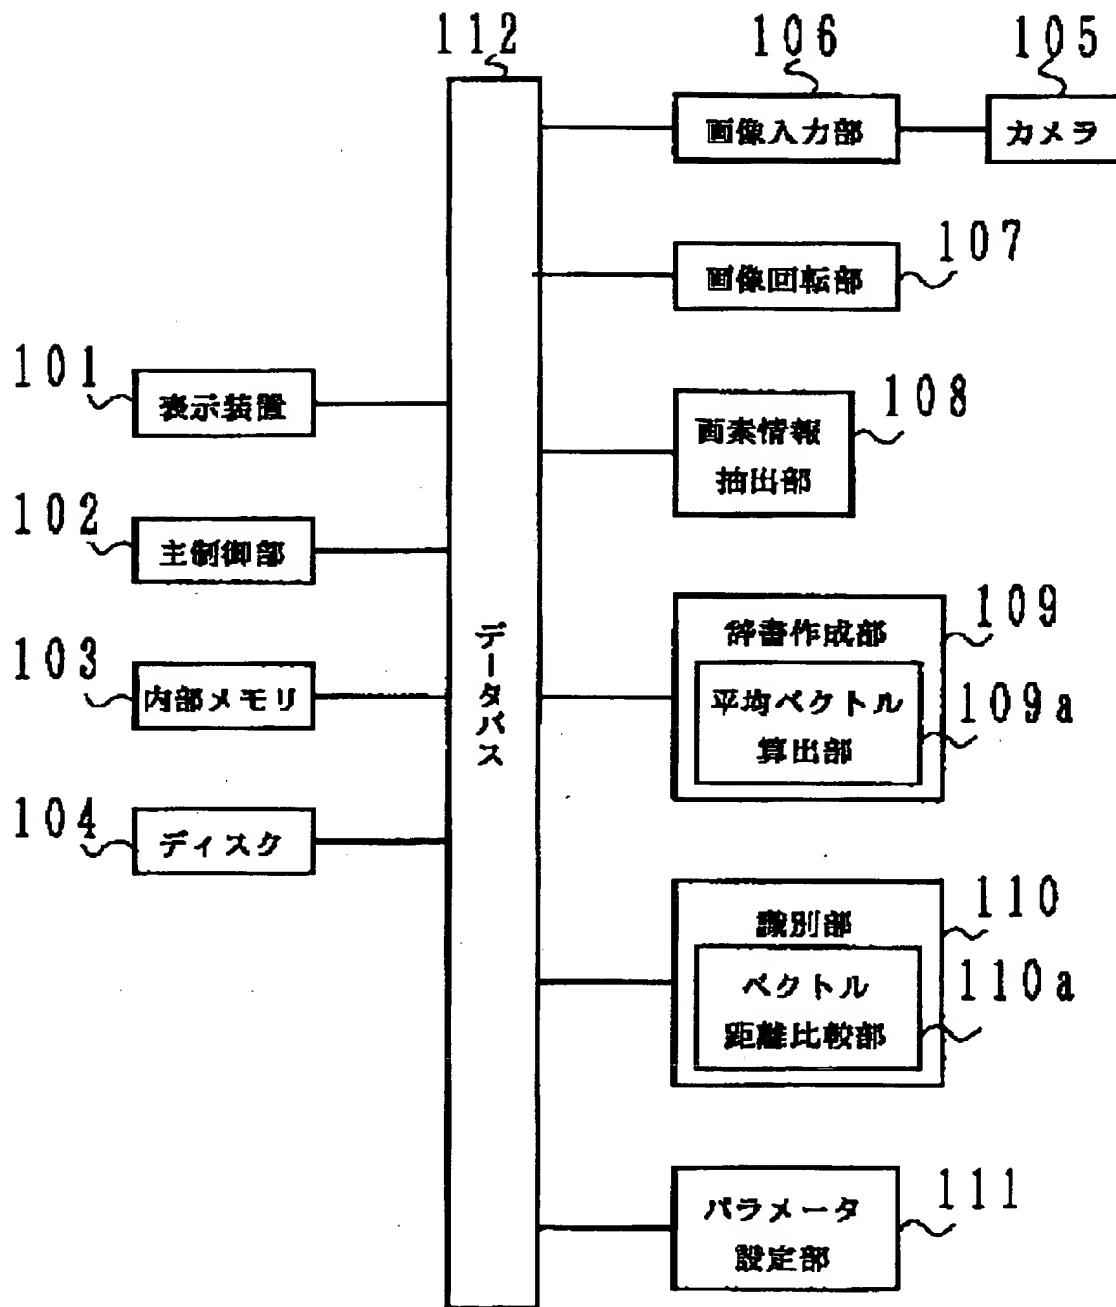 112
106
105
画像入力部
カメラ
107
画像回転部
101
表示装置
108
画素情報
抽出部
102
主制御部
データバス
109
辞書作成部
109a
平均ベクトル
算出部
103
内部メモリ
104
ディスク
110
識別部
110a
ベクトル
距離比較部
111
パラメータ
設定部